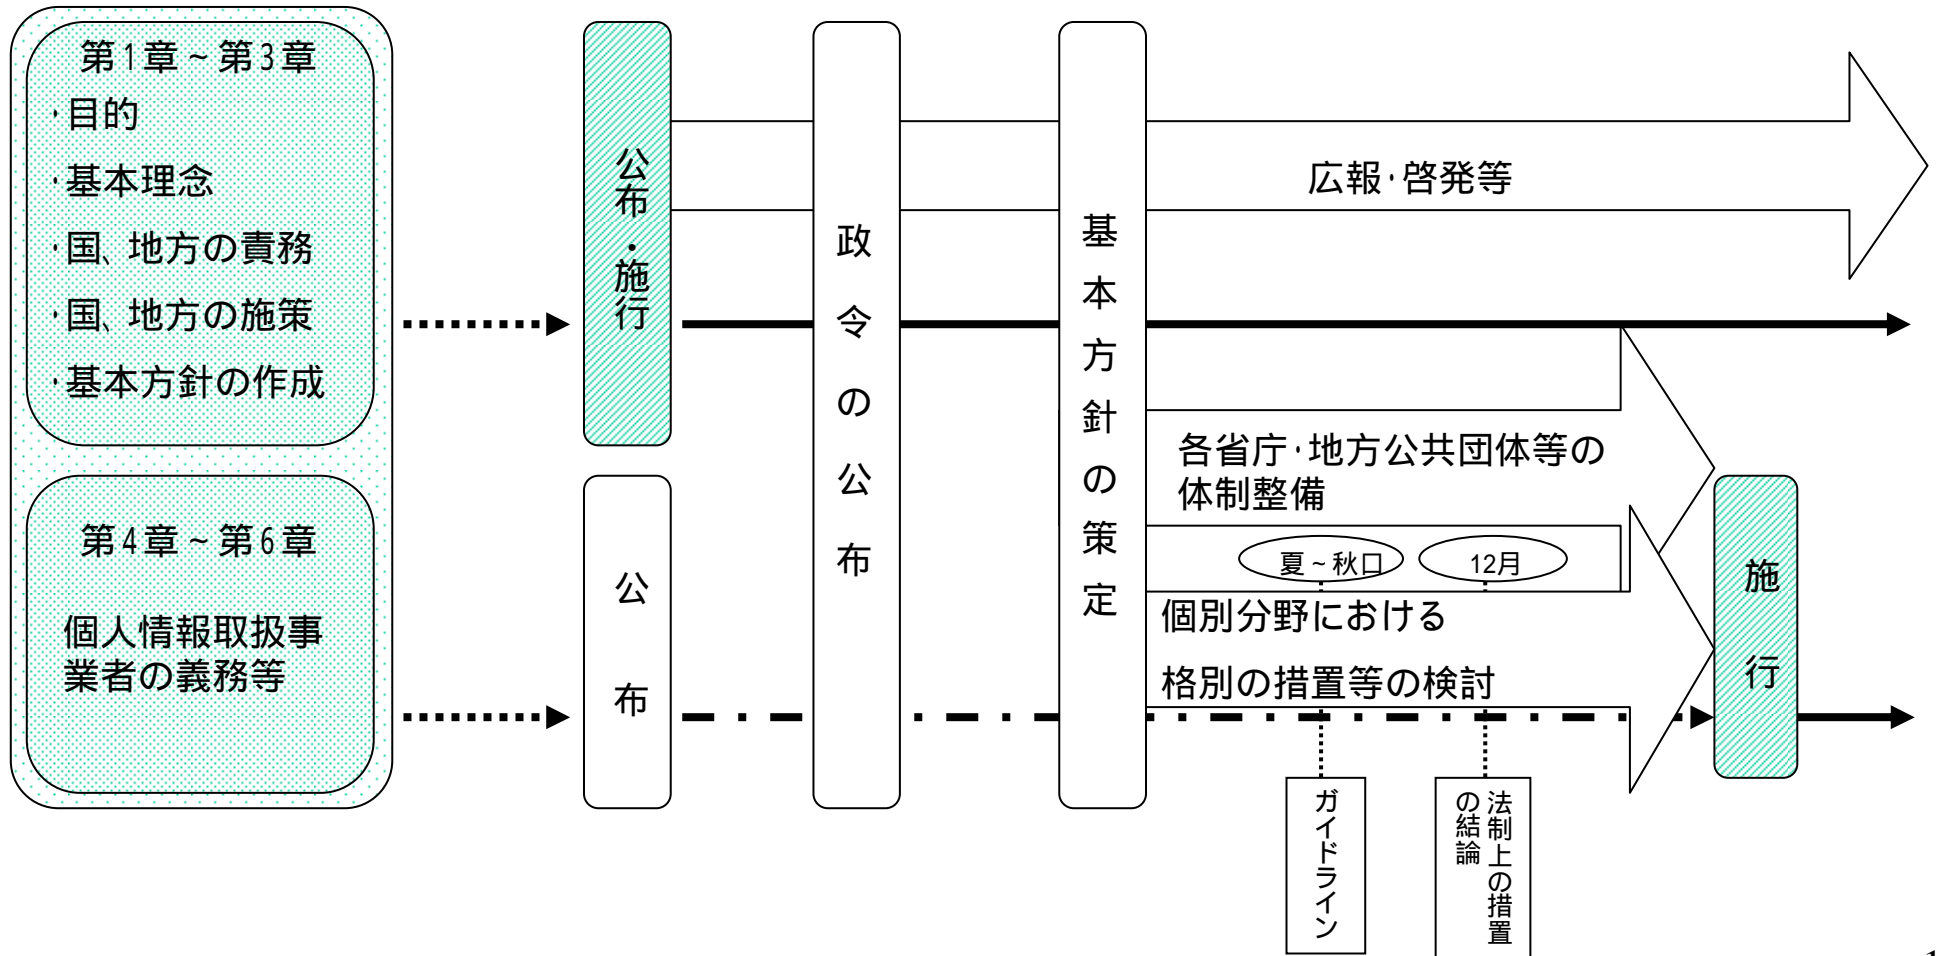 第1章～第3章
・目的
・基本理念
・国、地方の責務
・国、地方の施策
・基本方針の作成
第4章～第6章
個人情報取扱事
業者の義務等
公布・施行
公布
政令の公布
基本方針の策定
広報・啓発等
各省庁・地方公共団体等の
体制整備
夏～秋口
12月
個別分野における
格別の措置等の検討
ガイドライン
法制上の措置
の結論
施行